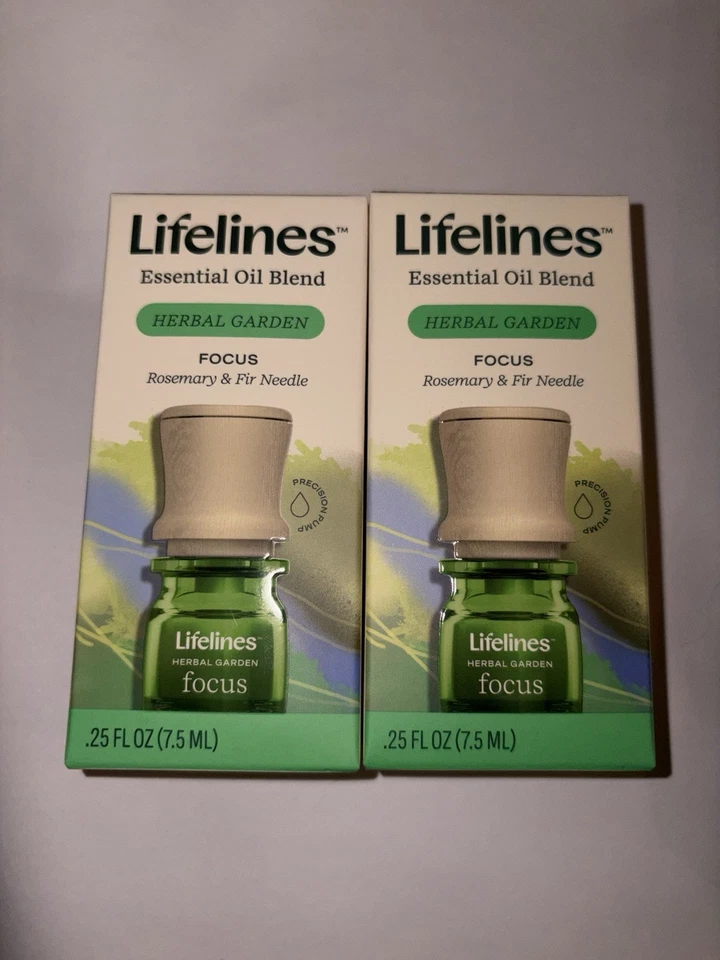 Lifelines™
Essential Oil Blend
HERBAL GARDEN
FOCUS
Rosemary & Fir Needle
PRECISION PUMP
Lifelines™
HERBAL GARDEN
focus
.25 FL OZ (7.5 ML)
Lifelines™
Essential Oil Blend
HERBAL GARDEN
FOCUS
Rosemary & Fir Needle
PRECISION PUMP
Lifelines™
HERBAL GARDEN
focus
.25 FL OZ (7.5 ML)